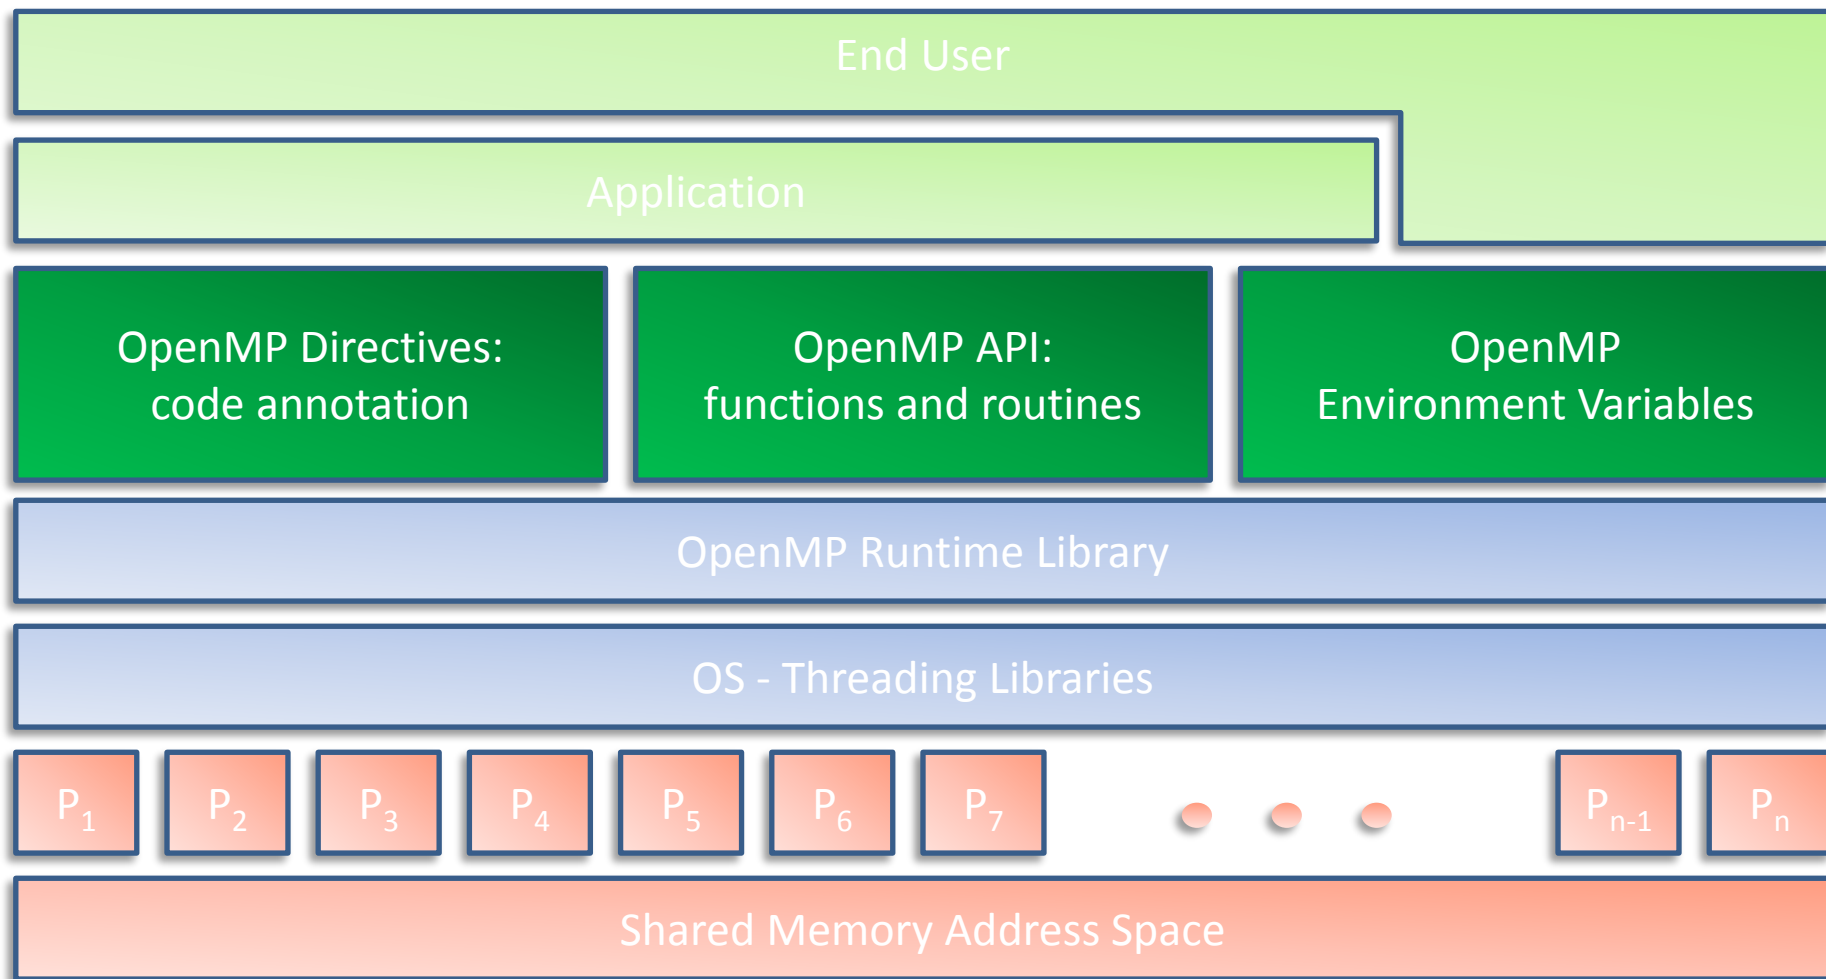 End User
Application
OpenMP Directives:
code annotation
OpenMP API:
functions and routines
OpenMP
Environment Variables
OpenMP Runtime Library
OS - Threading Libraries
P1 P2 P3 P4 P5 P6 P7 Pn-1 Pn
Shared Memory Address Space